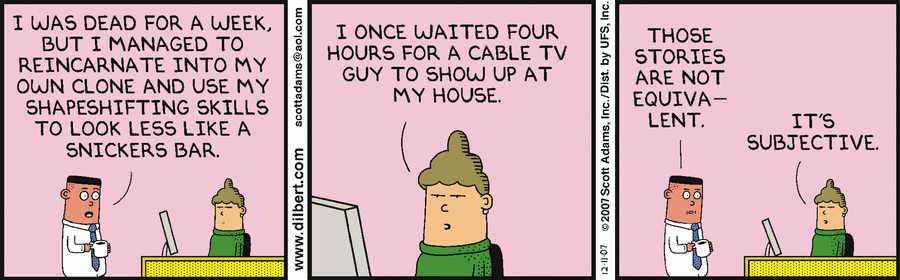 I WAS DEAD FOR A WEEK,
BUT I MANAGED TO
REINCARNATE INTO MY
OWN CLONE AND USE MY
SHAPESHIFTING SKILLS
TO LOOK LESS LIKE A
SNICKERS BAR.
www.dilbert.com scottadams@aol.com
I ONCE WAITED FOUR
HOURS FOR A CABLE TV
GUY TO SHOW UP AT
MY HOUSE.
12-11-07 ©2007 Scott Adams, Inc./Dist. by UFS, Inc.
THOSE
STORIES
ARE NOT
EQUIVA-
LENT.
IT'S
SUBJECTIVE.